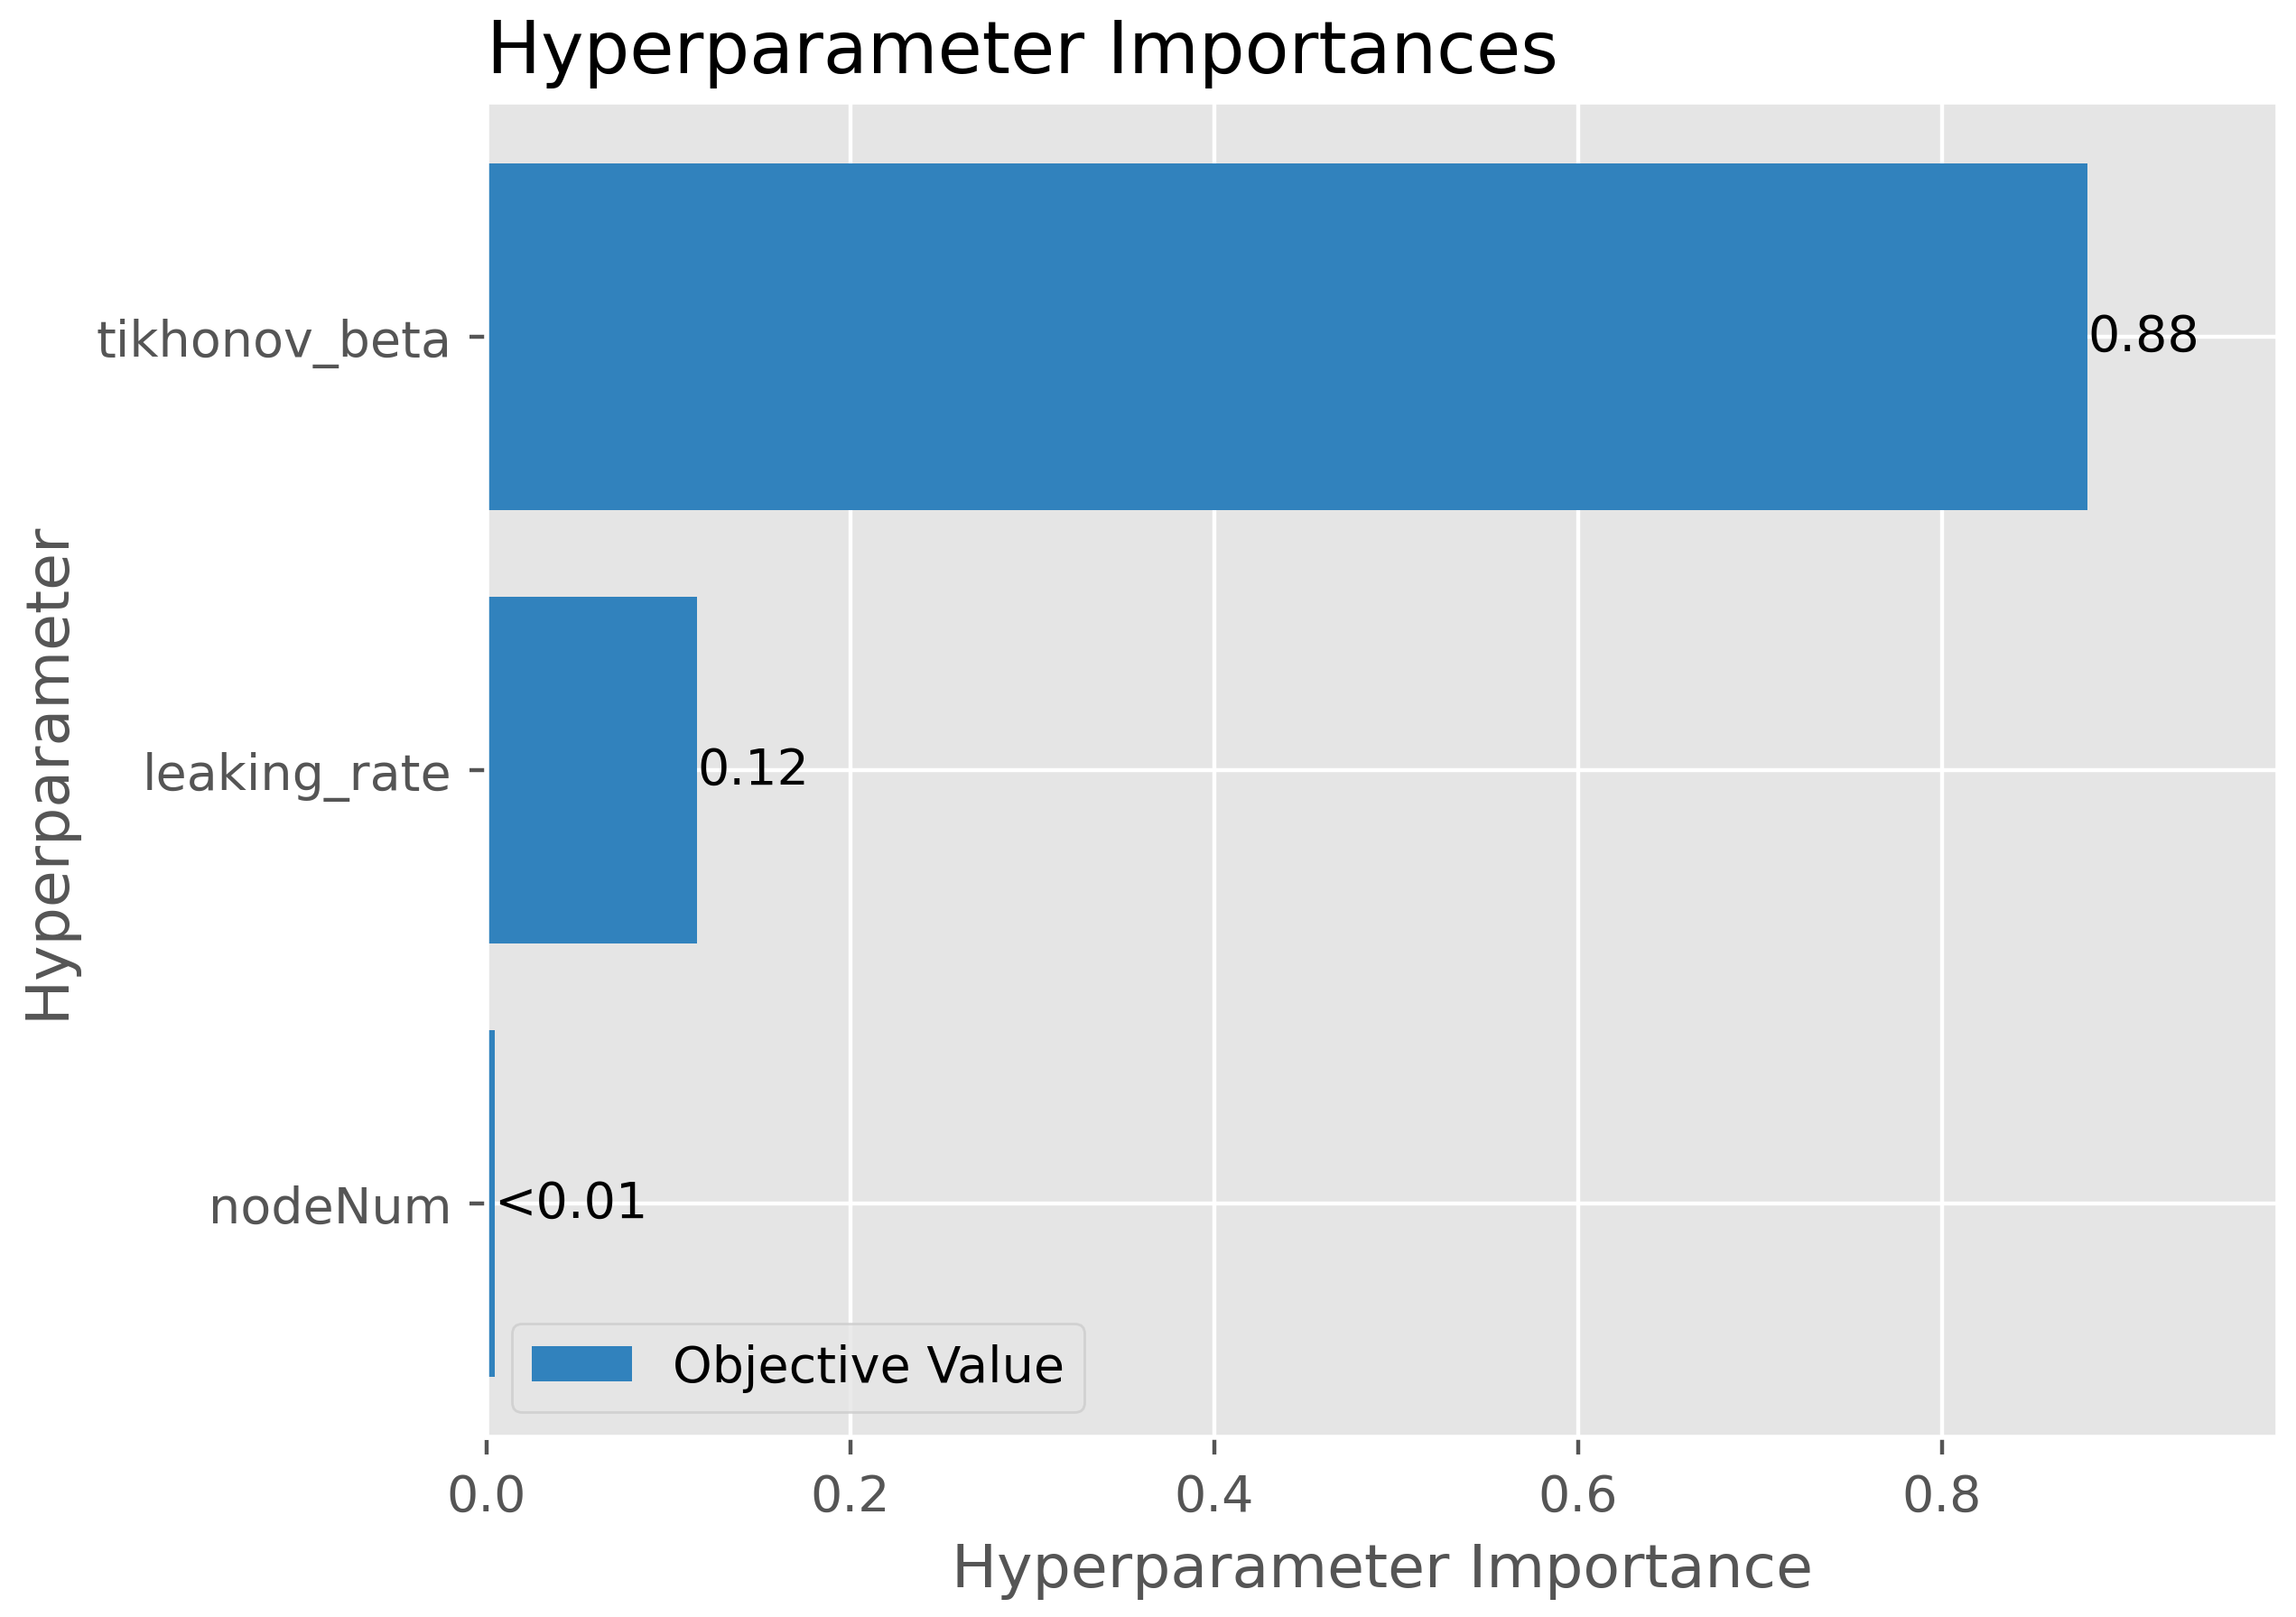 Hyperparameter Importances
tikhonov_beta
0.88
leaking_rate
0.12
nodeNum
<0.01
Objective Value
0.0 0.2 0.4 0.6 0.8
Hyperparameter Importance
Hyperparameter